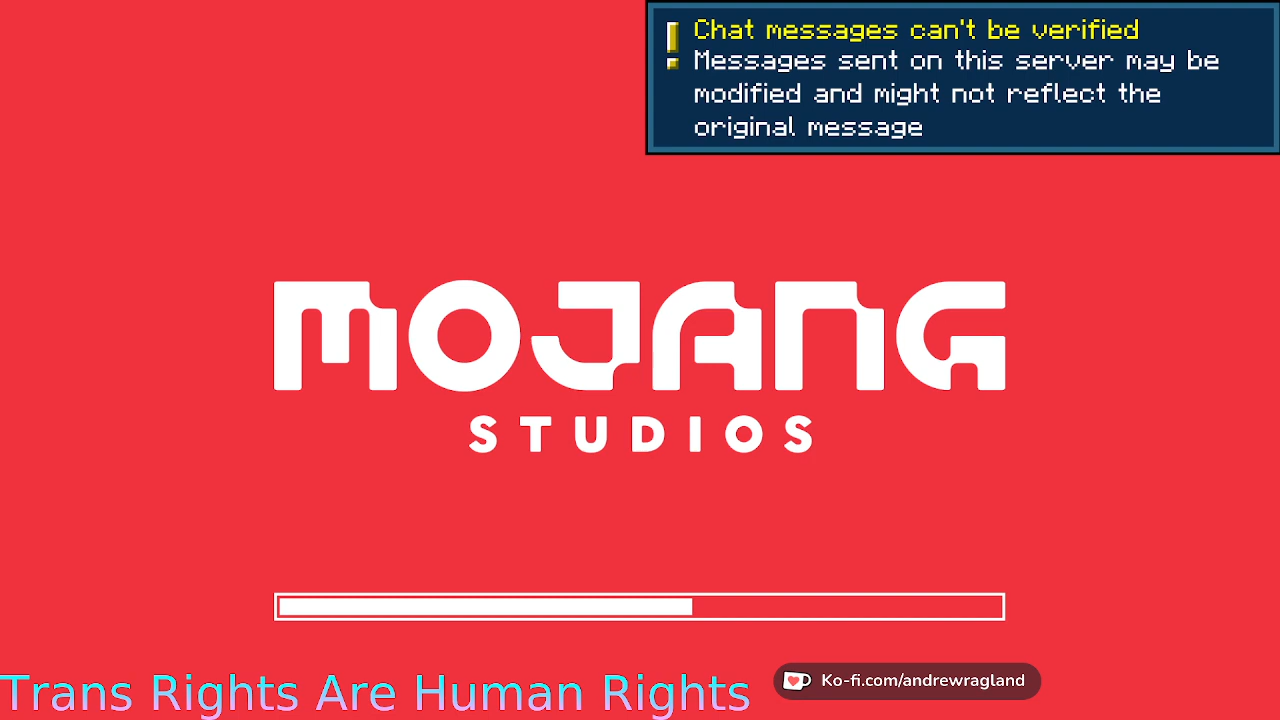 Chat messages can't be verified
Messages sent on this server may be
modified and might not reflect the
original message
MOJANG
STUDIOS
Trans Rights Are Human Rights
Ko-fi.com/andrewragland